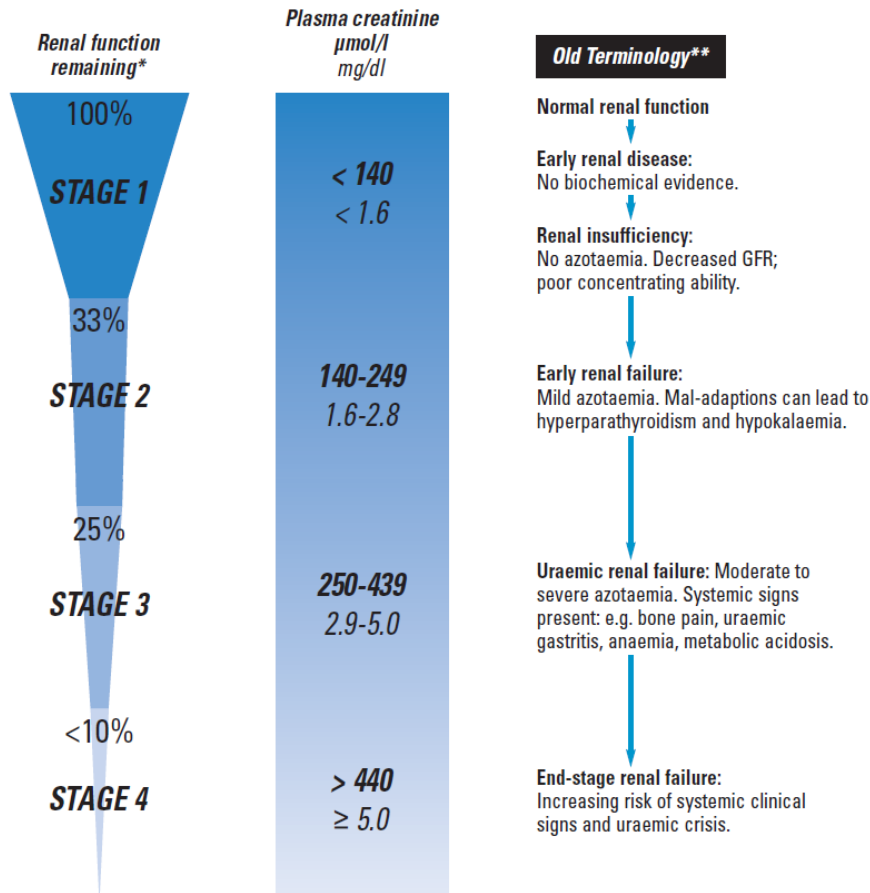 Renal function
remaining*
100%
STAGE 1
33%
STAGE 2
25%
STAGE 3
<10%
STAGE 4
Plasma creatinine
µmol/l
mg/dl
< 140
< 1.6
140-249
1.6-2.8
250-439
2.9-5.0
> 440
≥ 5.0
Old Terminology**
Normal renal function
Early renal disease:
No biochemical evidence.
Renal insufficiency:
No azotaemia. Decreased GFR;
poor concentrating ability.
Early renal failure:
Mild azotaemia. Mal-adaptions can lead to
hyperparathyroidism and hypokalaemia.
Uraemic renal failure: Moderate to
severe azotaemia. Systemic signs
present: e.g. bone pain, uraemic
gastritis, anaemia, metabolic acidosis.
End-stage renal failure:
Increasing risk of systemic clinical
signs and uraemic crisis.